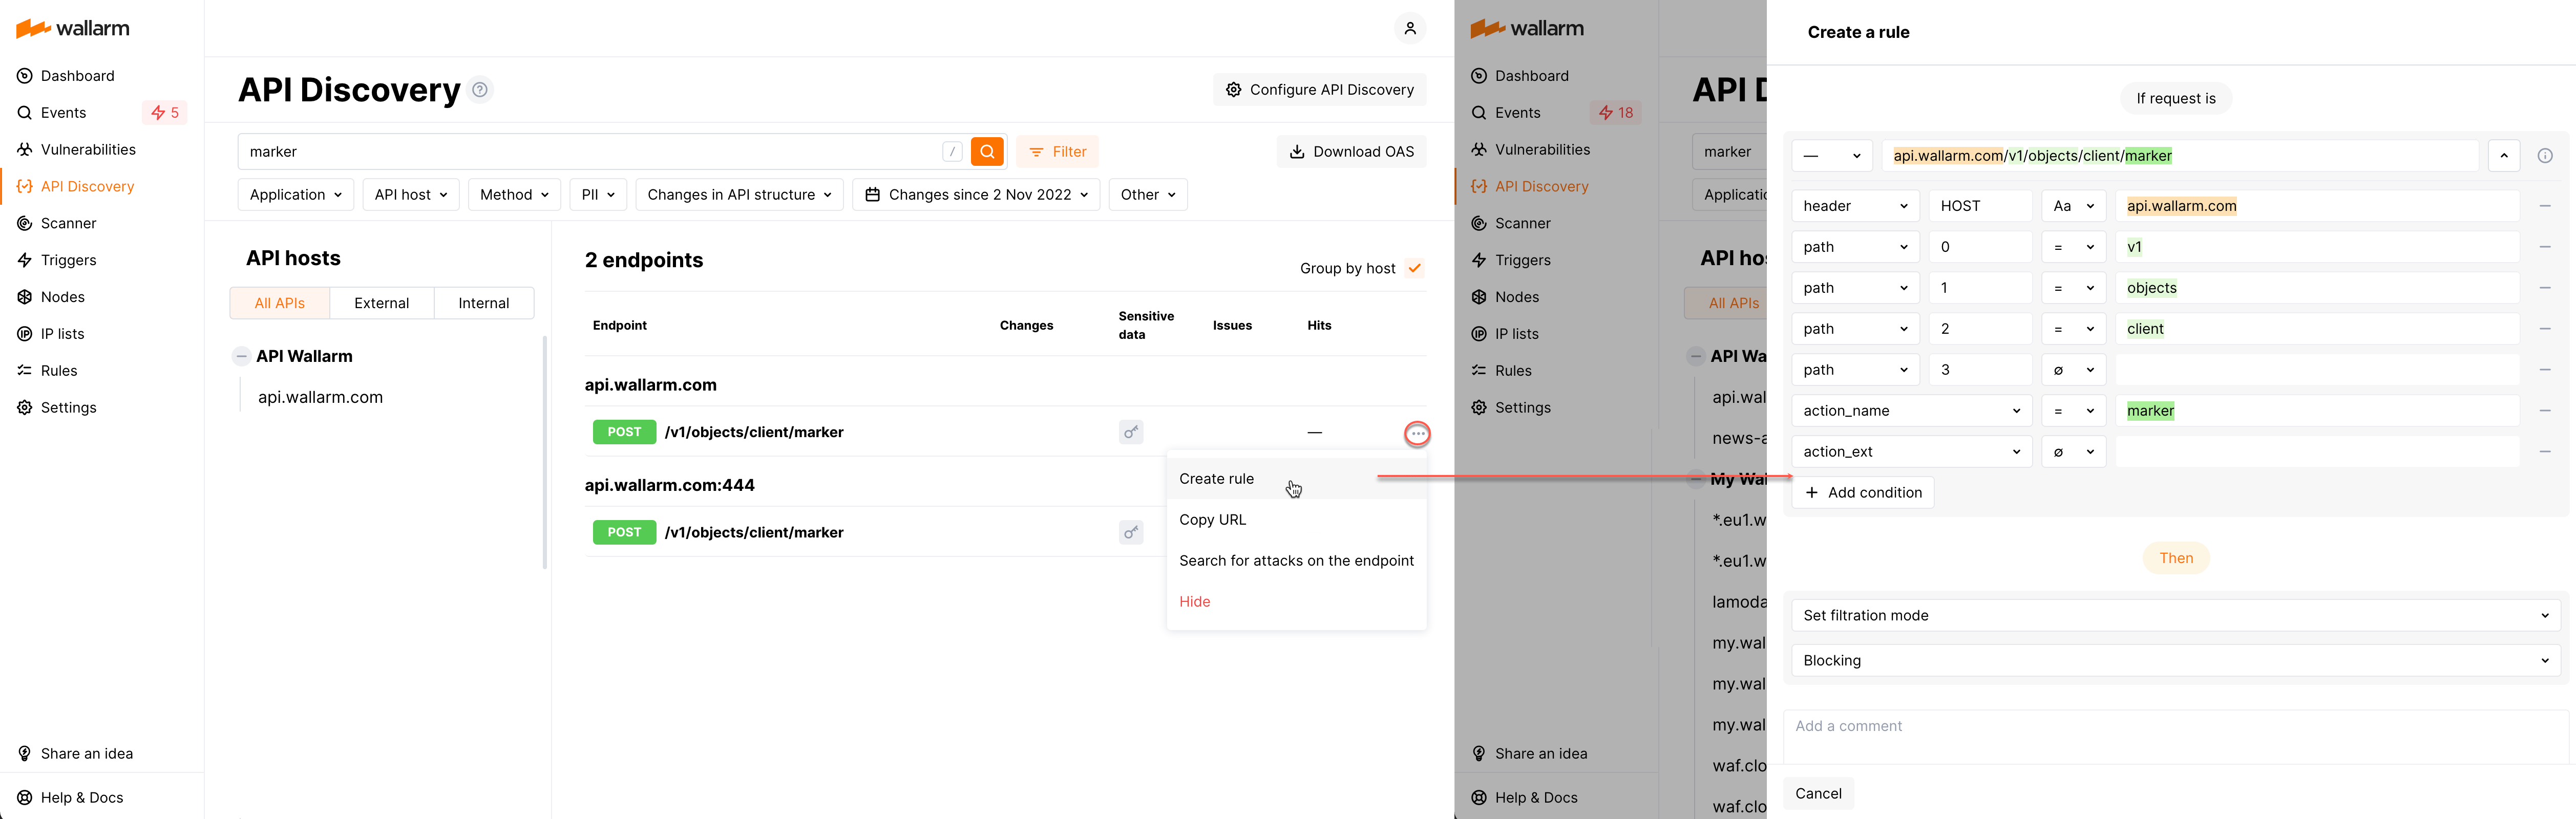 wallarm
Dashboard
Events
5
Vulnerabilities
API Discovery
Scanner
Triggers
Nodes
IP lists
Rules
Settings
Share an idea
Help & Docs
API Discovery ?
Configure API Discovery
marker
/
Filter
Download OAS
Application
API host
Method
PII
Changes in API structure
Changes since 2 Nov 2022
Other
API hosts
All APIs
External
Internal
API Wallarm
api.wallarm.com
2 endpoints
Group by host
Endpoint
Changes
Sensitive
data
Issues
Hits
api.wallarm.com
POST /v1/objects/client/marker
—
api.wallarm.com:444
POST /v1/objects/client/marker
Create rule
Copy URL
Search for attacks on the endpoint
Hide
wallarm
Dashboard
Events
18
Vulnerabilities
API Discovery
Scanner
Triggers
Nodes
IP lists
Rules
Settings
Share an idea
Help & Docs
API D
marker
Applicatio
API hos
All APIs
API Wa
api.wal
news-a
My Wal
*.eu1.w
*.eu1.w
lamoda
my.wal
my.wal
my.wal
waf.clo
waf.clo
Create a rule
If request is
— api.wallarm.com/v1/objects/client/marker
header HOST Aa api.wallarm.com
path 0 = v1
path 1 = objects
path 2 = client
path 3 ∅
action_name = marker
action_ext ∅
+ Add condition
Then
Set filtration mode
Blocking
Add a comment
Cancel